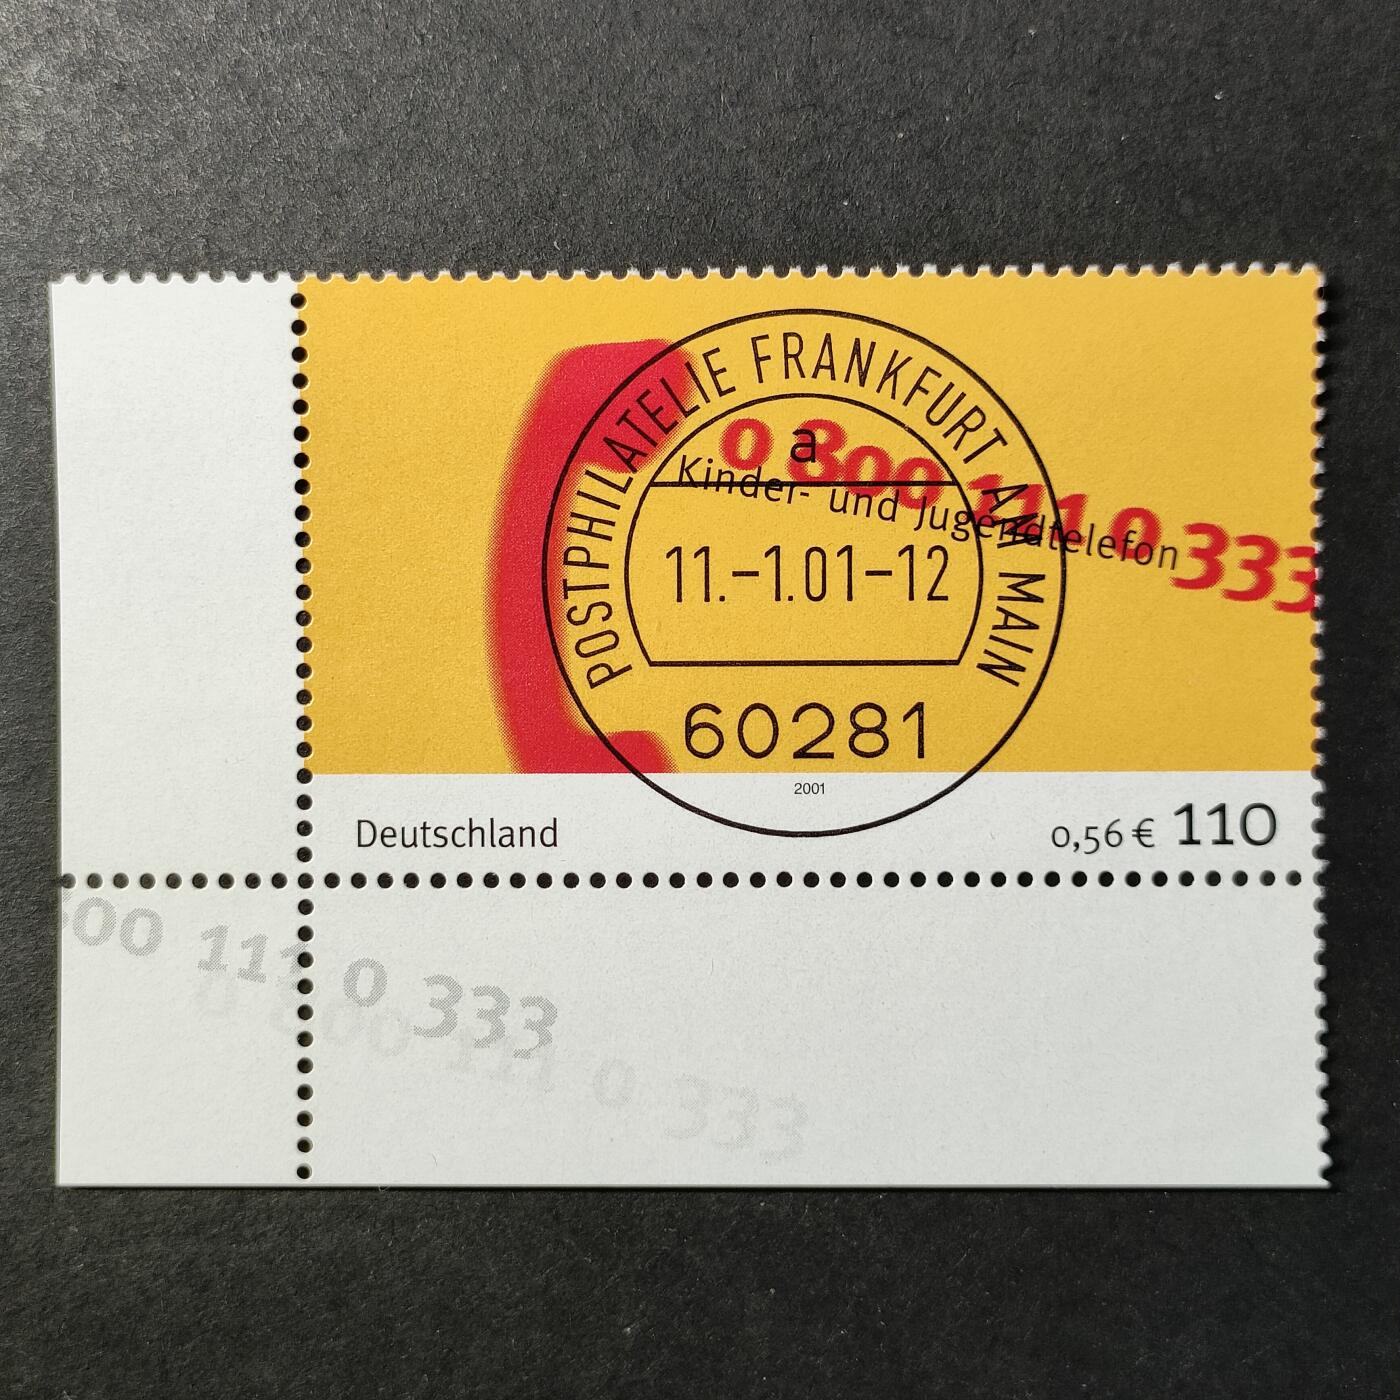 POSTPHILATELIE FRANKFURT AM MAIN
a
0 800 111 0 333
Kinder- und Jugendtelefon
11.-1.01-12
60281
2001
Deutschland
0,56 € 110
800 111 0 333
0 800 111 0 333